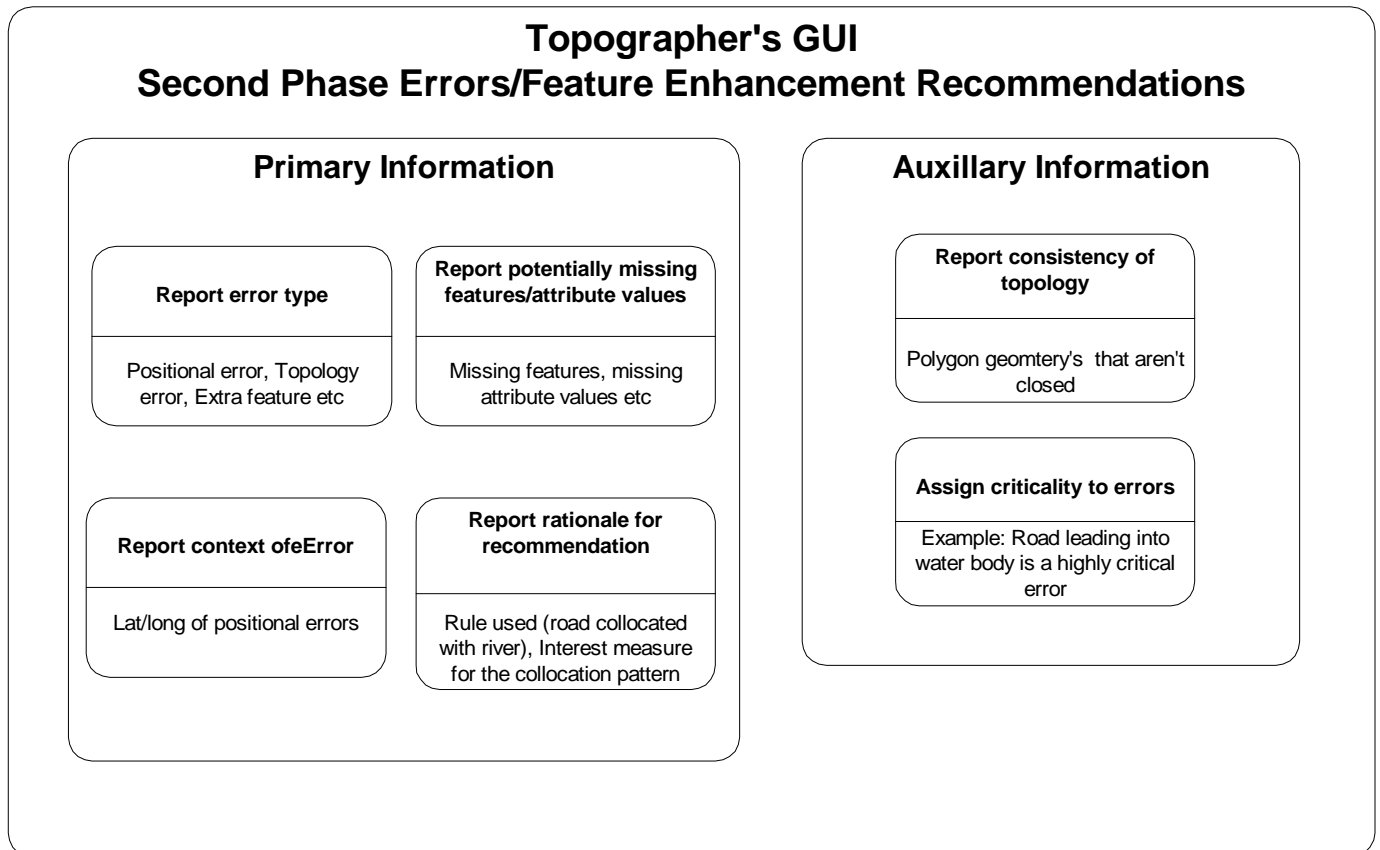 Topographer's GUI
Second Phase Errors/Feature Enhancement Recommendations
Primary Information
Report error type
Positional error, Topology
error, Extra feature etc
Report potentially missing
features/attribute values
Missing features, missing
attribute values etc
Report context ofeError
Lat/long of positional errors
Report rationale for
recommendation
Rule used (road collocated
with river), Interest measure
for the collocation pattern
Auxillary Information
Report consistency of
topology
Polygon geomtery's that aren't
closed
Assign criticality to errors
Example: Road leading into
water body is a highly critical
error